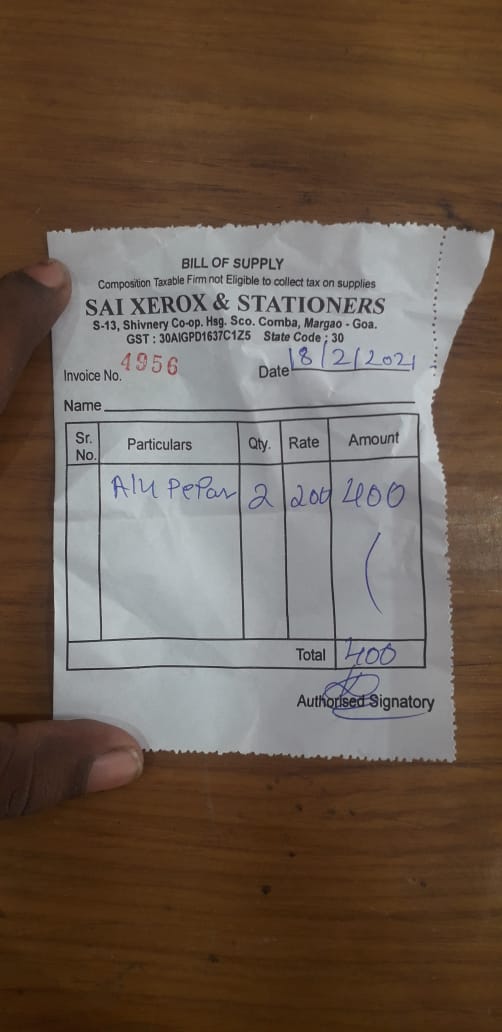 BILL OF SUPPLY
Composition Taxable Firm not Eligible to collect tax on supplies
SAI XEROX & STATIONERS
S-13, Shivnery Co-op. Hsg. Sco. Comba, Margao - Goa.
GST : 30AIGPD1637C1Z5 State Code : 30
Invoice No. 4956 Date 18/2/2021
Name
Sr. No. Particulars Qty. Rate Amount
A/4 PePar 2 200 400
Total 400
Authorised Signatory